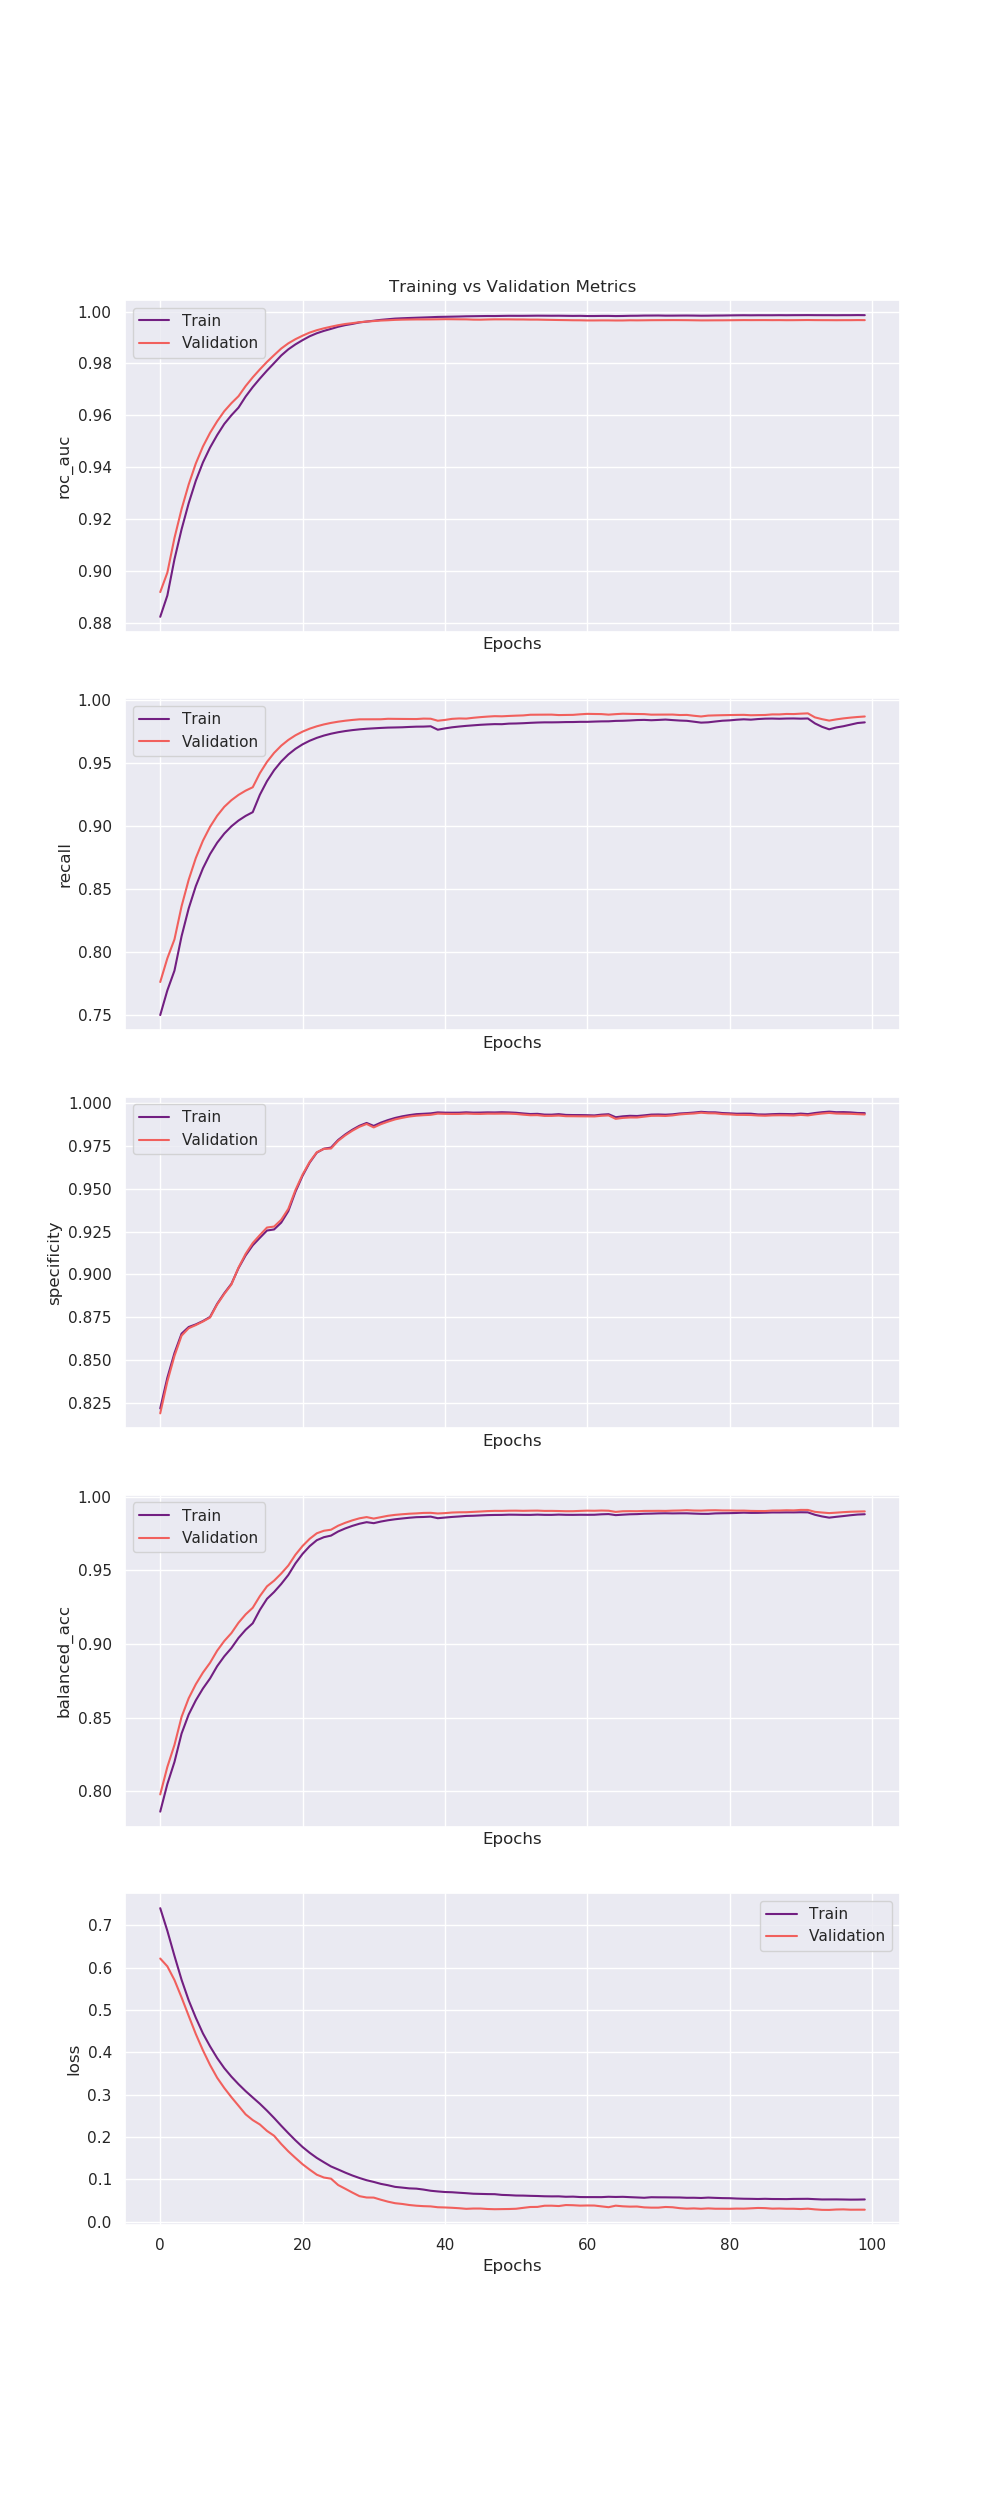 Training vs Validation Metrics
1.00
0.98
0.96
0.94
0.92
0.90
0.88
roc_auc
Train
Validation
Epochs
1.00
0.95
0.90
0.85
0.80
0.75
recall
Train
Validation
Epochs
1.000
0.975
0.950
0.925
0.900
0.875
0.850
0.825
specificity
Train
Validation
Epochs
1.00
0.95
0.90
0.85
0.80
balanced_acc
Train
Validation
Epochs
0.7
0.6
0.5
0.4
0.3
0.2
0.1
0.0
loss
Train
Validation
0 20 40 60 80 100
Epochs